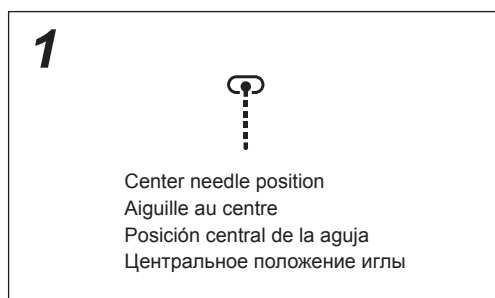 1
Center needle position
Aiguille au centre
Posición central de la aguja
Центральное положение иглы